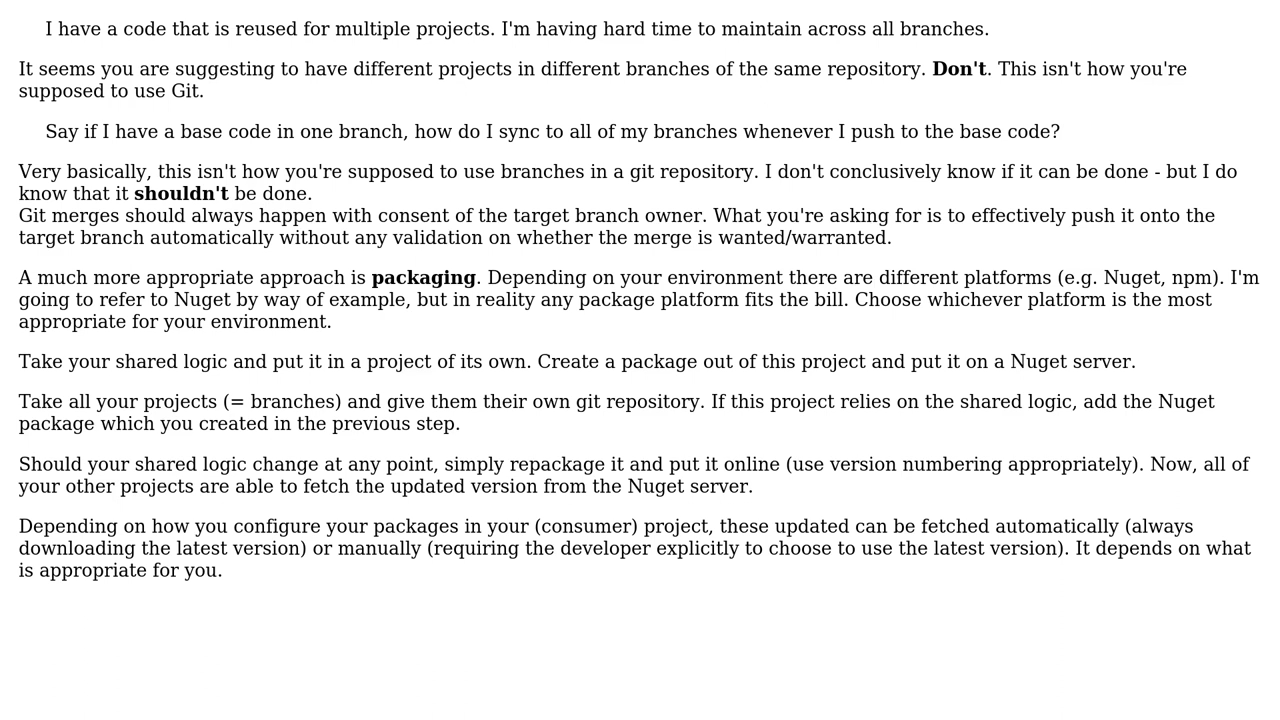 I have a code that is reused for multiple projects. I'm having hard time to maintain across all branches.
It seems you are suggesting to have different projects in different branches of the same repository. Don't. This isn't how you're
supposed to use Git.
Say if I have a base code in one branch, how do I sync to all of my branches whenever I push to the base code?
Very basically, this isn't how you're supposed to use branches in a git repository. I don't conclusively know if it can be done - but I do
know that it shouldn't be done.
Git merges should always happen with consent of the target branch owner. What you're asking for is to effectively push it onto the
target branch automatically without any validation on whether the merge is wanted/warranted.
A much more appropriate approach is packaging. Depending on your environment there are different platforms (e.g. Nuget, npm). I'm
going to refer to Nuget by way of example, but in reality any package platform fits the bill. Choose whichever platform is the most
appropriate for your environment.
Take your shared logic and put it in a project of its own. Create a package out of this project and put it on a Nuget server.
Take all your projects (= branches) and give them their own git repository. If this project relies on the shared logic, add the Nuget
package which you created in the previous step.
Should your shared logic change at any point, simply repackage it and put it online (use version numbering appropriately). Now, all of
your other projects are able to fetch the updated version from the Nuget server.
Depending on how you configure your packages in your (consumer) project, these updated can be fetched automatically (always
downloading the latest version) or manually (requiring the developer explicitly to choose to use the latest version). It depends on what
is appropriate for you.